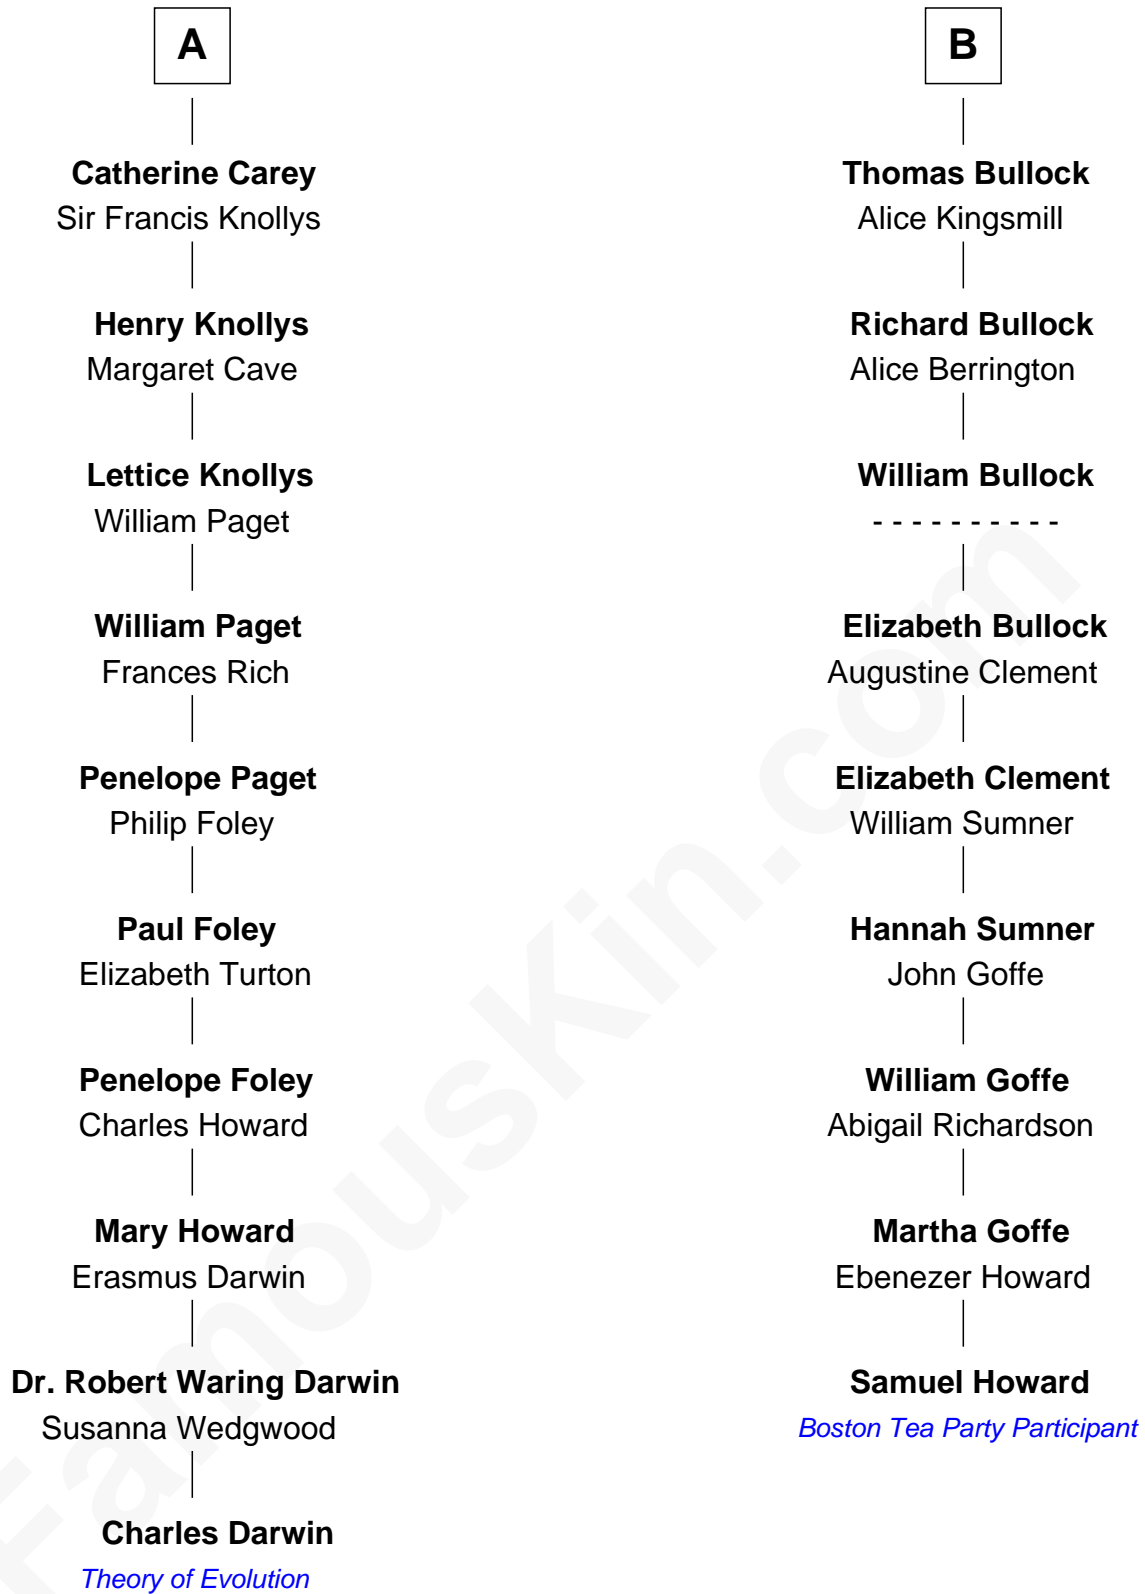 A
Catherine Carey
Sir Francis Knollys
Henry Knollys
Margaret Cave
Lettice Knollys
William Paget
William Paget
Frances Rich
Penelope Paget
Philip Foley
Paul Foley
Elizabeth Turton
Penelope Foley
Charles Howard
Mary Howard
Erasmus Darwin
Dr. Robert Waring Darwin
Susanna Wedgwood
Charles Darwin
Theory of Evolution
B
Thomas Bullock
Alice Kingsmill
Richard Bullock
Alice Berrington
William Bullock
- - - - - - - - - -
Elizabeth Bullock
Augustine Clement
Elizabeth Clement
William Sumner
Hannah Sumner
John Goffe
William Goffe
Abigail Richardson
Martha Goffe
Ebenezer Howard
Samuel Howard
Boston Tea Party Participant
FamousKin.com